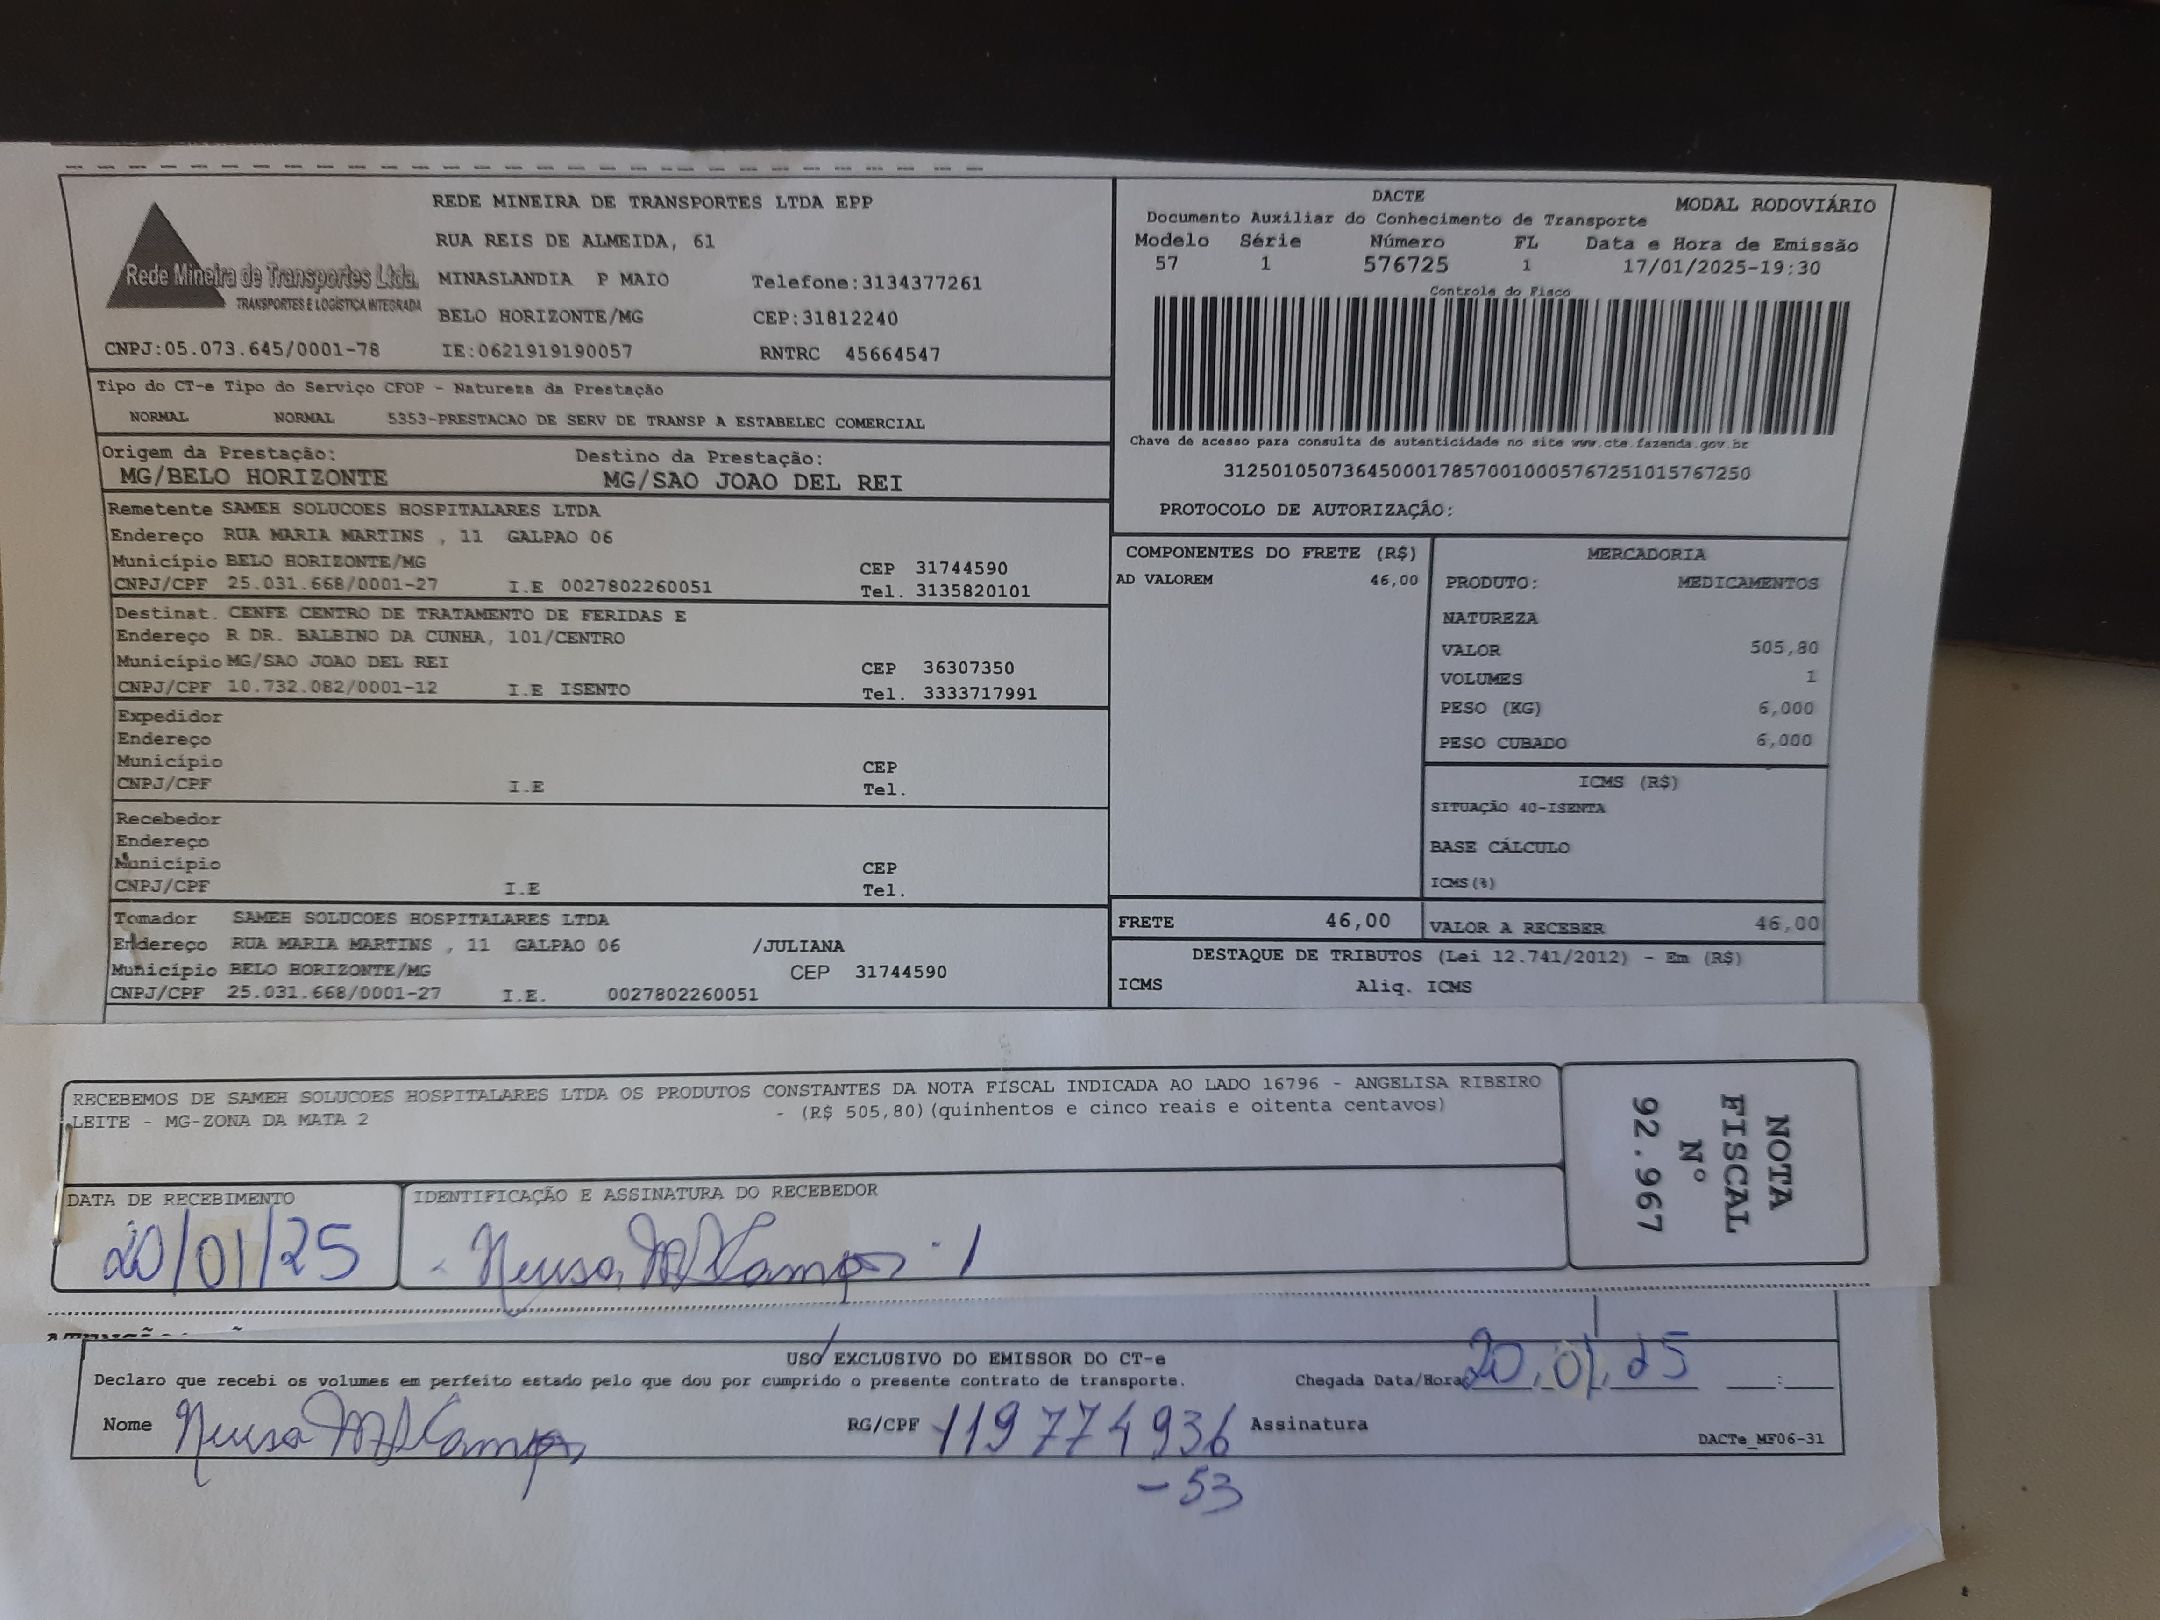 REDE MINEIRA DE TRANSPORTES LTDA EPP
RUA REIS DE ALMEIDA, 61
Rede Mineira de Transportes Ltda.
TRANSPORTES E LOGÍSTICA INTEGRADA
MINASLANDIA P MAIO Telefone:3134377261
BELO HORIZONTE/MG CEP:31812240
CNPJ:05.073.645/0001-78 IE:0621919190057 RNTRC 45664547
DACTE MODAL RODOVIÁRIO
Documento Auxiliar do Conhecimento de Transporte
Modelo Série Número FL Data e Hora de Emissão
57 1 576725 1 17/01/2025-19:30
Controle do Fisco
Chave de acesso para consulta de autenticidade no site www.cte.fazenda.gov.br
31250105073645000178570010005767251015767250
PROTOCOLO DE AUTORIZAÇÃO:
Tipo do CT-e Tipo do Serviço CFOP - Natureza da Prestação
NORMAL NORMAL 5353-PRESTACAO DE SERV DE TRANSP A ESTABELEC COMERCIAL
Origem da Prestação: Destino da Prestação:
MG/BELO HORIZONTE MG/SAO JOAO DEL REI
Remetente SAMEH SOLUCOES HOSPITALARES LTDA
Endereço RUA MARIA MARTINS , 11 GALPAO 06
Município BELO HORIZONTE/MG CEP 31744590
CNPJ/CPF 25.031.668/0001-27 I.E 0027802260051 Tel. 3135820101
Destinat. CENFE CENTRO DE TRATAMENTO DE FERIDAS E
Endereço R DR. BALBINO DA CUNHA, 101/CENTRO
Município MG/SAO JOAO DEL REI CEP 36307350
CNPJ/CPF 10.732.082/0001-12 I.E ISENTO Tel. 3333717991
Expedidor
Endereço
Município CEP
CNPJ/CPF I.E Tel.
Recebedor
Endereço
Município CEP
CNPJ/CPF I.E Tel.
Tomador SAMEH SOLUCOES HOSPITALARES LTDA
Endereço RUA MARIA MARTINS , 11 GALPAO 06 /JULIANA
Município BELO HORIZONTE/MG CEP 31744590
CNPJ/CPF 25.031.668/0001-27 I.E. 0027802260051
COMPONENTES DO FRETE (R$)
AD VALOREM 46,00
MERCADORIA
PRODUTO: MEDICAMENTOS
NATUREZA
VALOR 505,80
VOLUMES 1
PESO (KG) 6,000
PESO CUBADO 6,000
ICMS (R$)
SITUAÇÃO 40-ISENTA
BASE CÁLCULO
ICMS(%)
FRETE 46,00 VALOR A RECEBER 46,00
DESTAQUE DE TRIBUTOS (Lei 12.741/2012) - Em (R$)
ICMS Aliq. ICMS
RECEBEMOS DE SAMEH SOLUCOES HOSPITALARES LTDA OS PRODUTOS CONSTANTES DA NOTA FISCAL INDICADA AO LADO 16796 - ANGELISA RIBEIRO
LEITE - MG-ZONA DA MATA 2 - (R$ 505,80)(quinhentos e cinco reais e oitenta centavos)
NOTA
FISCAL
Nº
92.967
DATA DE RECEBIMENTO IDENTIFICAÇÃO E ASSINATURA DO RECEBEDOR
20/01/25 Neusa M S Campos
USO EXCLUSIVO DO EMISSOR DO CT-e
Declaro que recebi os volumes em perfeito estado pelo que dou por cumprido o presente contrato de transporte. Chegada Data/Hora 20,01,25 :
Nome Neusa M S Campos RG/CPF 119774936 Assinatura
-53
DACTe_MF06-31